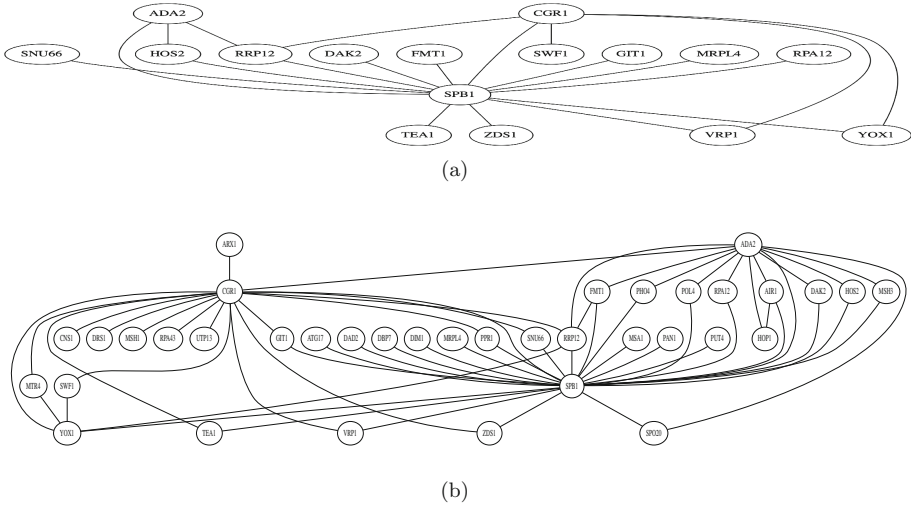 ADA2 CGR1
SNU66 HOS2 RRP12 DAK2 FMT1 SWF1 GIT1 MRPL4 RPA12
SPB1
TEA1 ZDS1 VRP1 YOX1
(a)
ARX1 ADA2
CGR1 FMT1 PHO4 POL4 RPA12 AIR1 DAK2 HOS2 MSH3
CNS1 DRS1 MSH1 RPA43 UTP13 GIT1 ATG17 DAD2 DBP7 DIM1 MRPL4 PPR1 SNU66 RRP12 MSA1 PAN1 PUT4 HOP1
MTR4 SWF1 SPB1
YOX1 TEA1 VRP1 ZDS1 SPO20
(b)